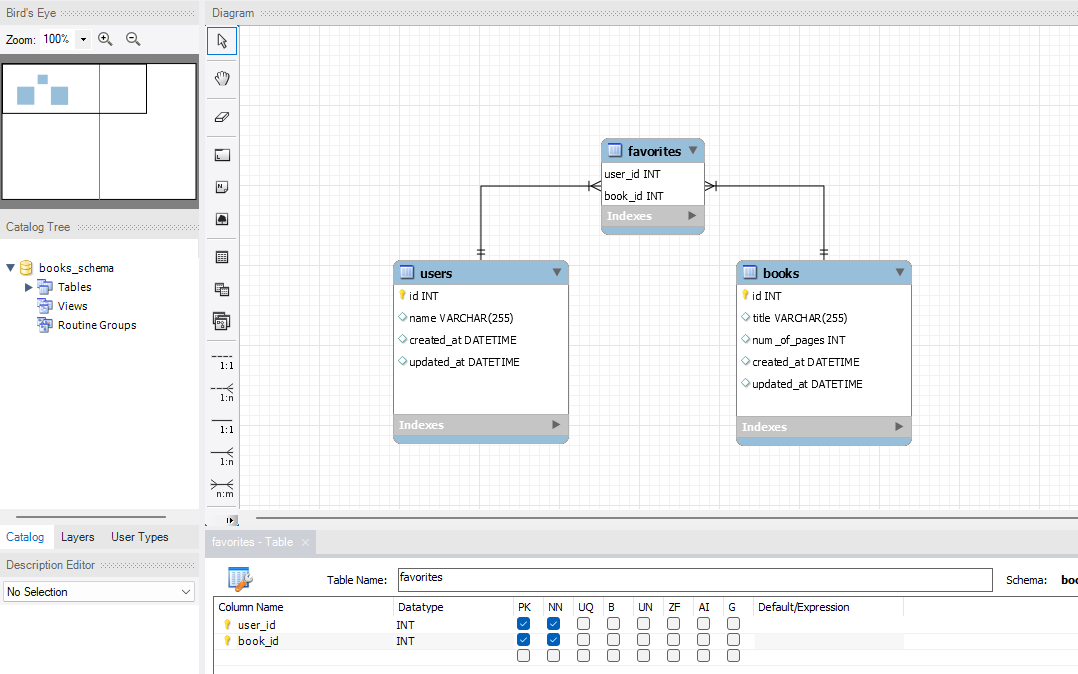 Bird's Eye
Zoom: 100%
Catalog Tree
books_schema
Tables
Views
Routine Groups
Catalog Layers User Types
Description Editor
No Selection
Diagram
1:1
1:n
1:1
1:n
n:m
favorites
user_id INT
book_id INT
Indexes
users
id INT
name VARCHAR(255)
created_at DATETIME
updated_at DATETIME
Indexes
books
id INT
title VARCHAR(255)
num_of_pages INT
created_at DATETIME
updated_at DATETIME
Indexes
favorites - Table
Table Name: favorites Schema: boo
Column Name Datatype PK NN UQ B UN ZF AI G Default/Expression
user_id INT
book_id INT